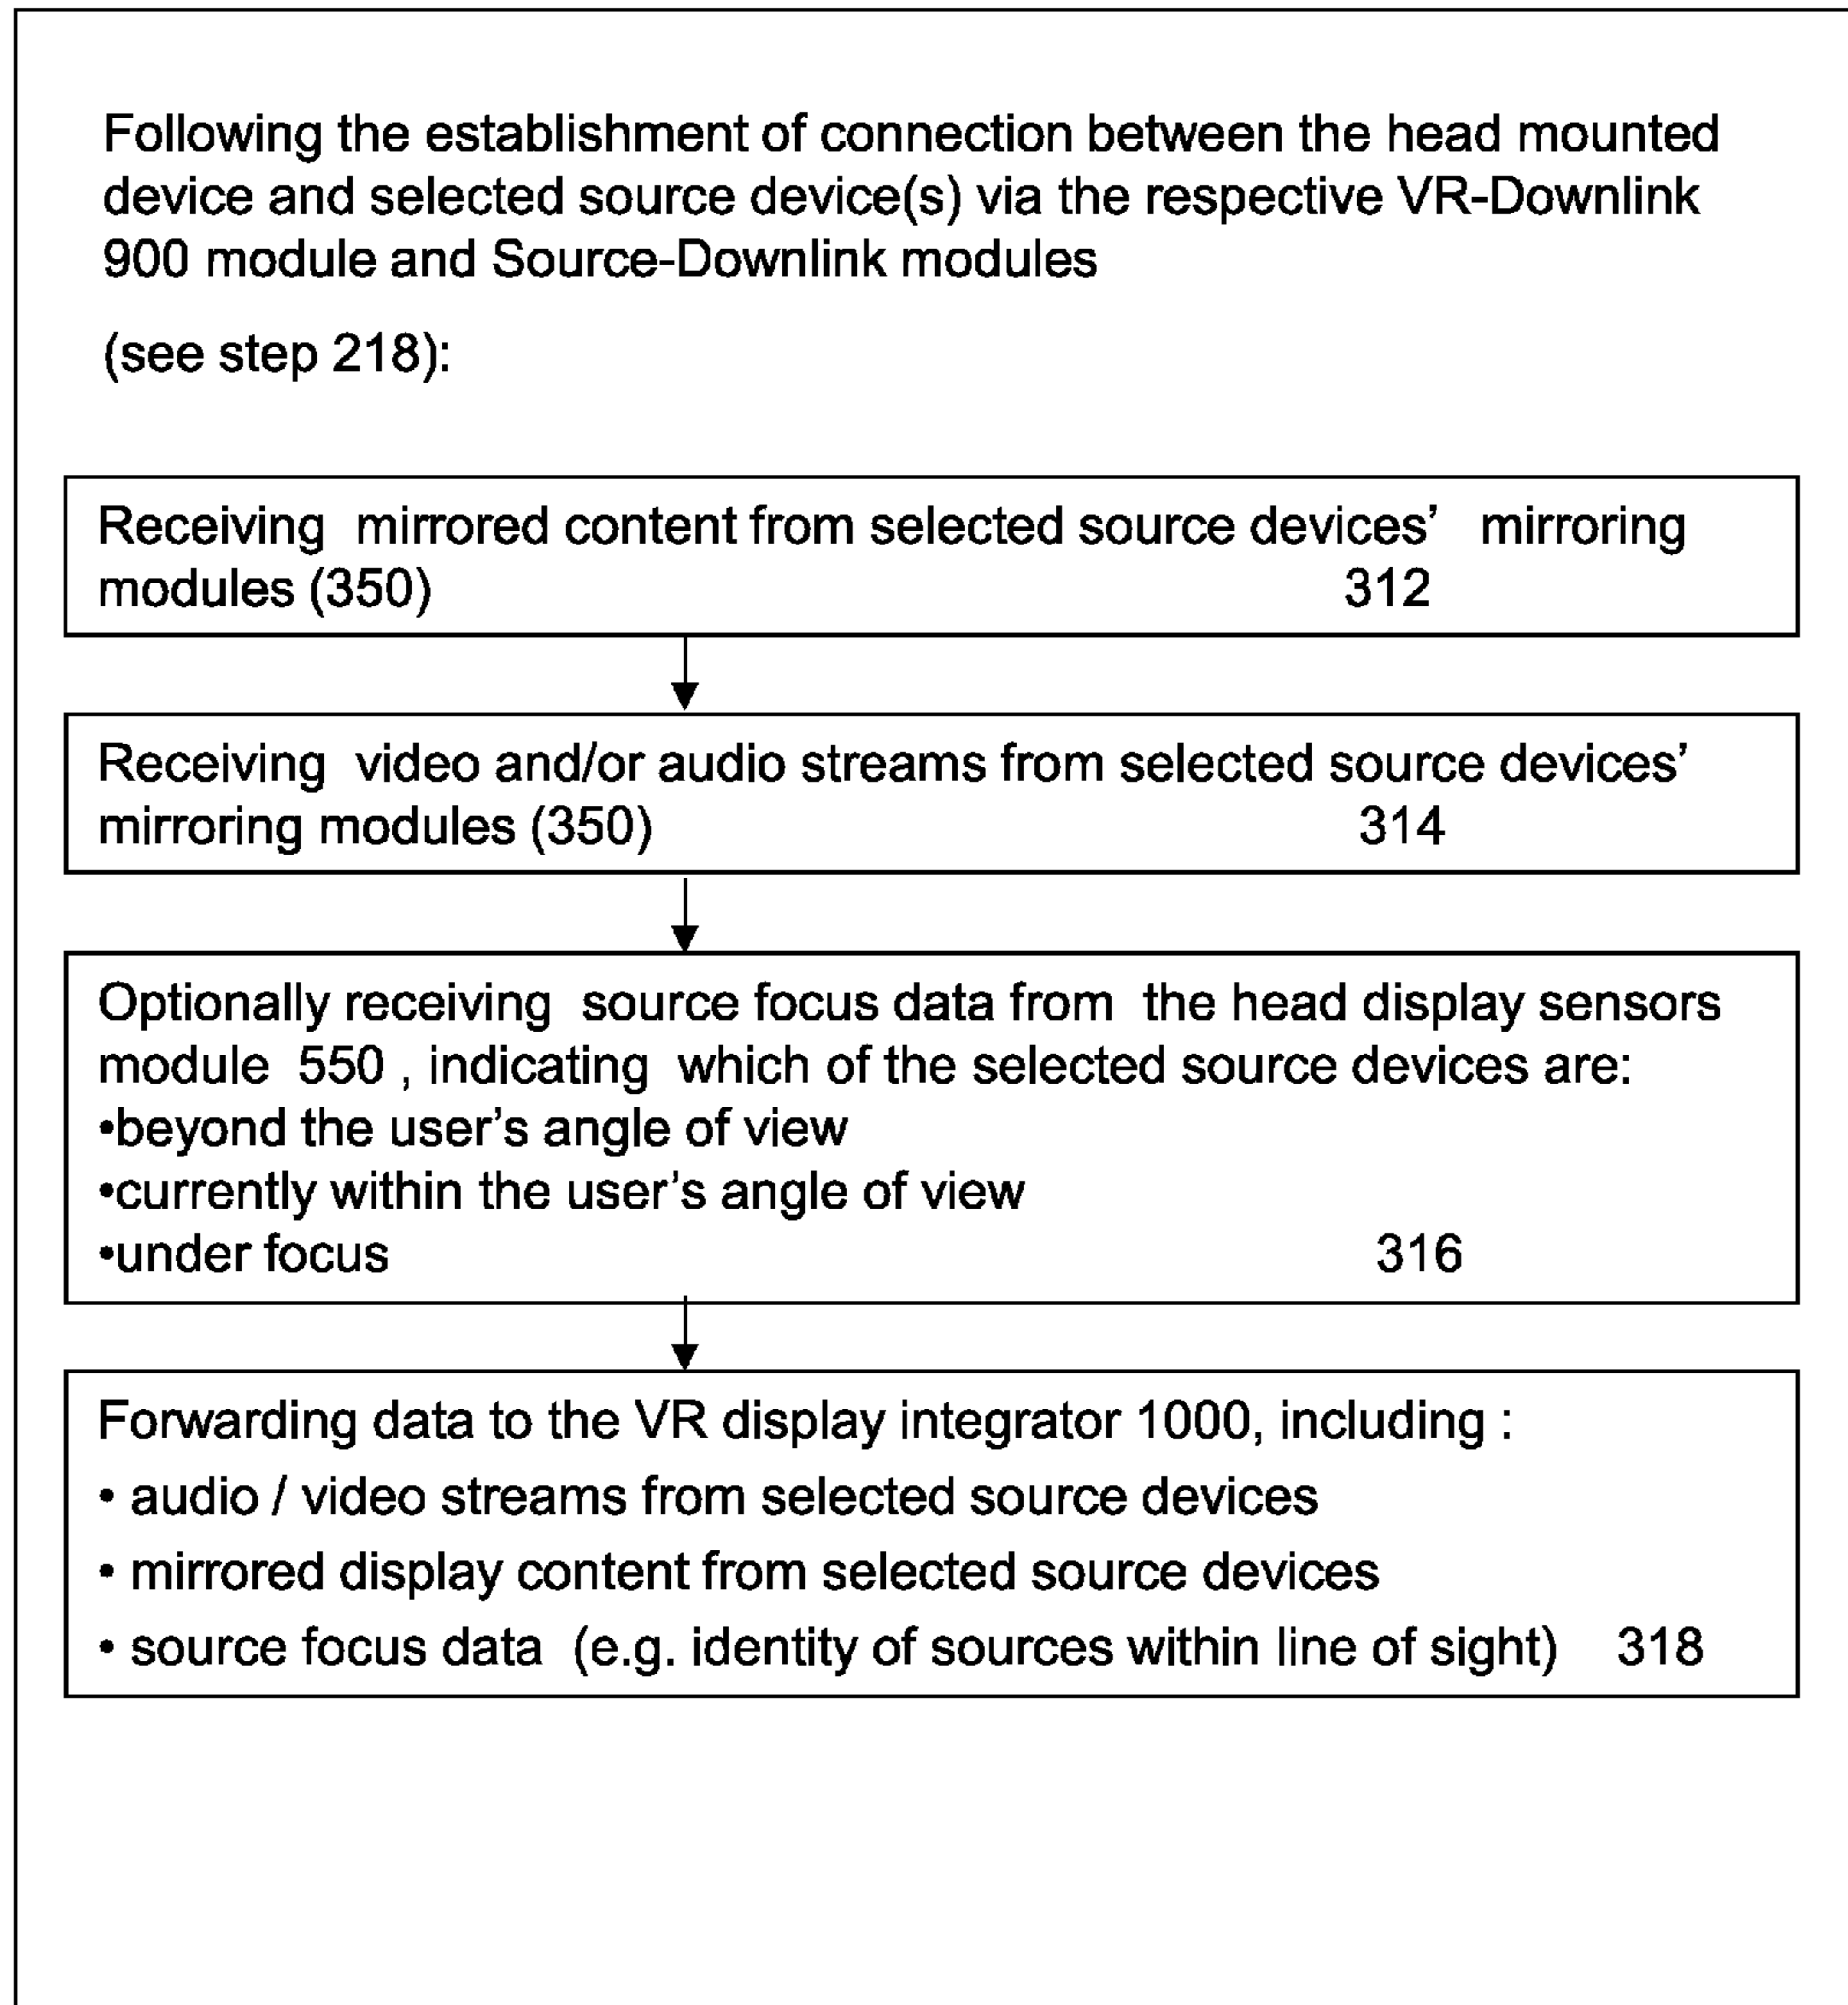 Following the establishment of connection between the head mounted
device and selected source device(s) via the respective VR-Downlink
900 module and Source-Downlink modules
(see step 218):
Receiving mirrored content from selected source devices’ mirroring
modules (350) 312
Receiving video and/or audio streams from selected source devices’
mirroring modules (350) 314
Optionally receiving source focus data from the head display sensors
module 550 , indicating which of the selected source devices are:
•beyond the user’s angle of view
•currently within the user’s angle of view
•under focus 316
Forwarding data to the VR display integrator 1000, including :
• audio / video streams from selected source devices
• mirrored display content from selected source devices
• source focus data (e.g. identity of sources within line of sight) 318